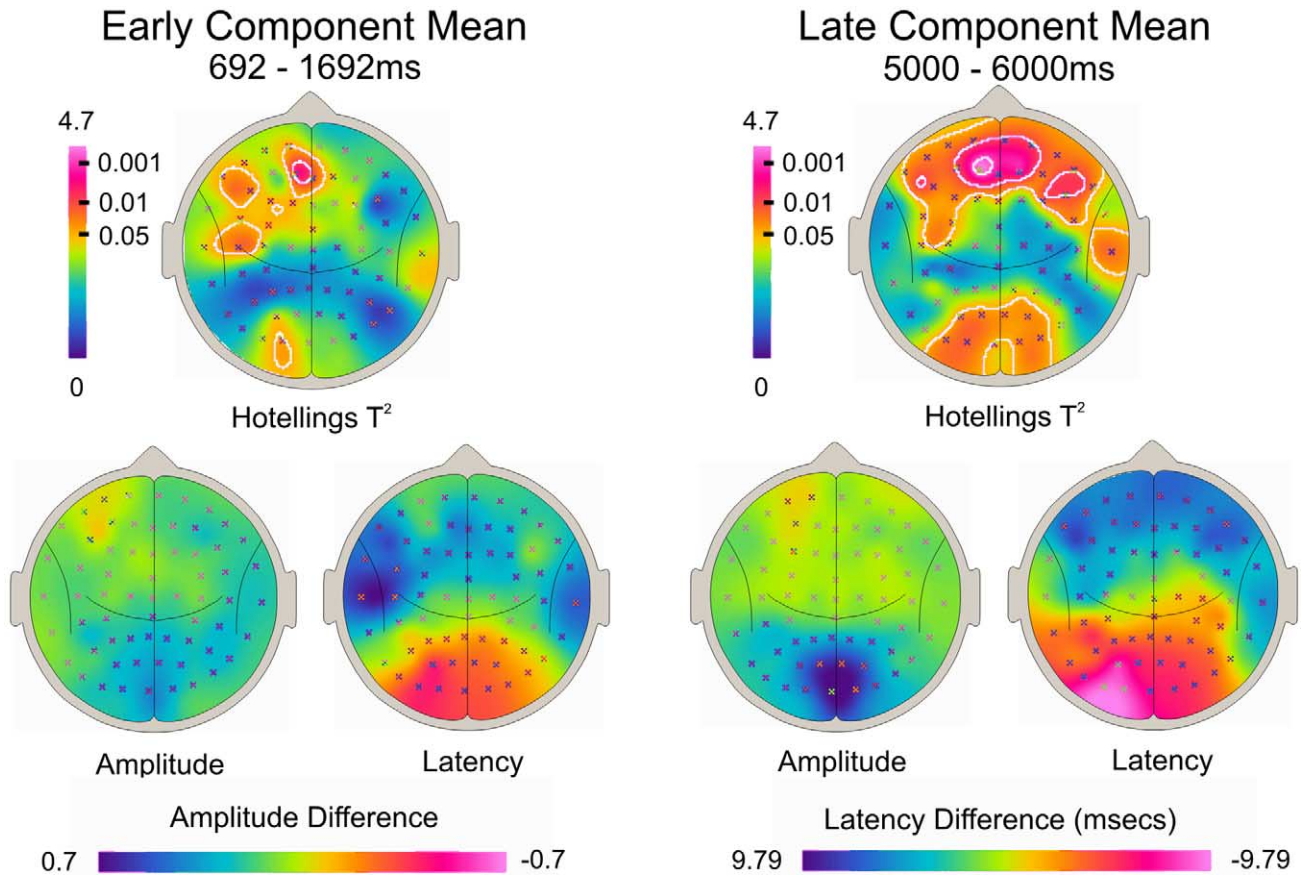 Early Component Mean
692 - 1692ms
4.7
0.001
0.01
0.05
0
Hotellings T²
Amplitude
Latency
Amplitude Difference
0.7
-0.7
Late Component Mean
5000 - 6000ms
4.7
0.001
0.01
0.05
0
Hotellings T²
Amplitude
Latency
Latency Difference (msecs)
9.79
-9.79